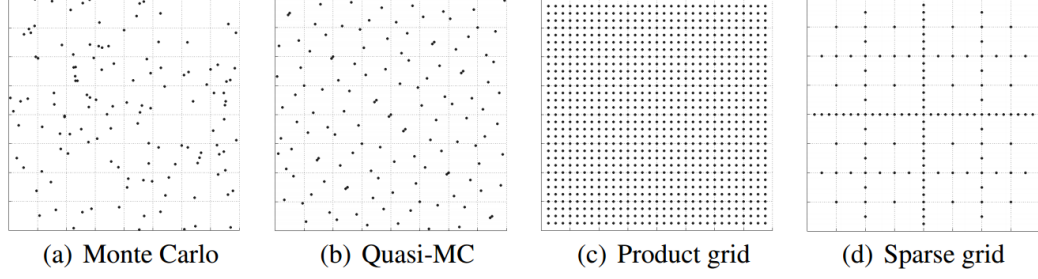 (a) Monte Carlo
(b) Quasi-MC
(c) Product grid
(d) Sparse grid